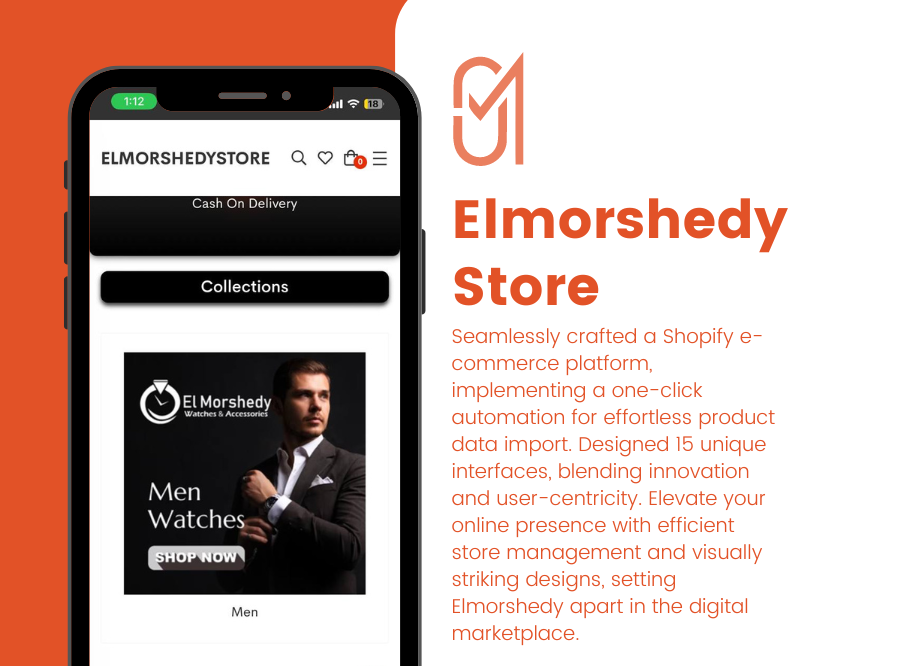 1:12
18
ELMORSHEDYSTORE
0
Cash On Delivery
Collections
El Morshedy
Watches & Accessories
Men
Watches
SHOP NOW
Men
Elmorshedy
Store
Seamlessly crafted a Shopify e-
commerce platform,
implementing a one-click
automation for effortless product
data import. Designed 15 unique
interfaces, blending innovation
and user-centricity. Elevate your
online presence with efficient
store management and visually
striking designs, setting
Elmorshedy apart in the digital
marketplace.